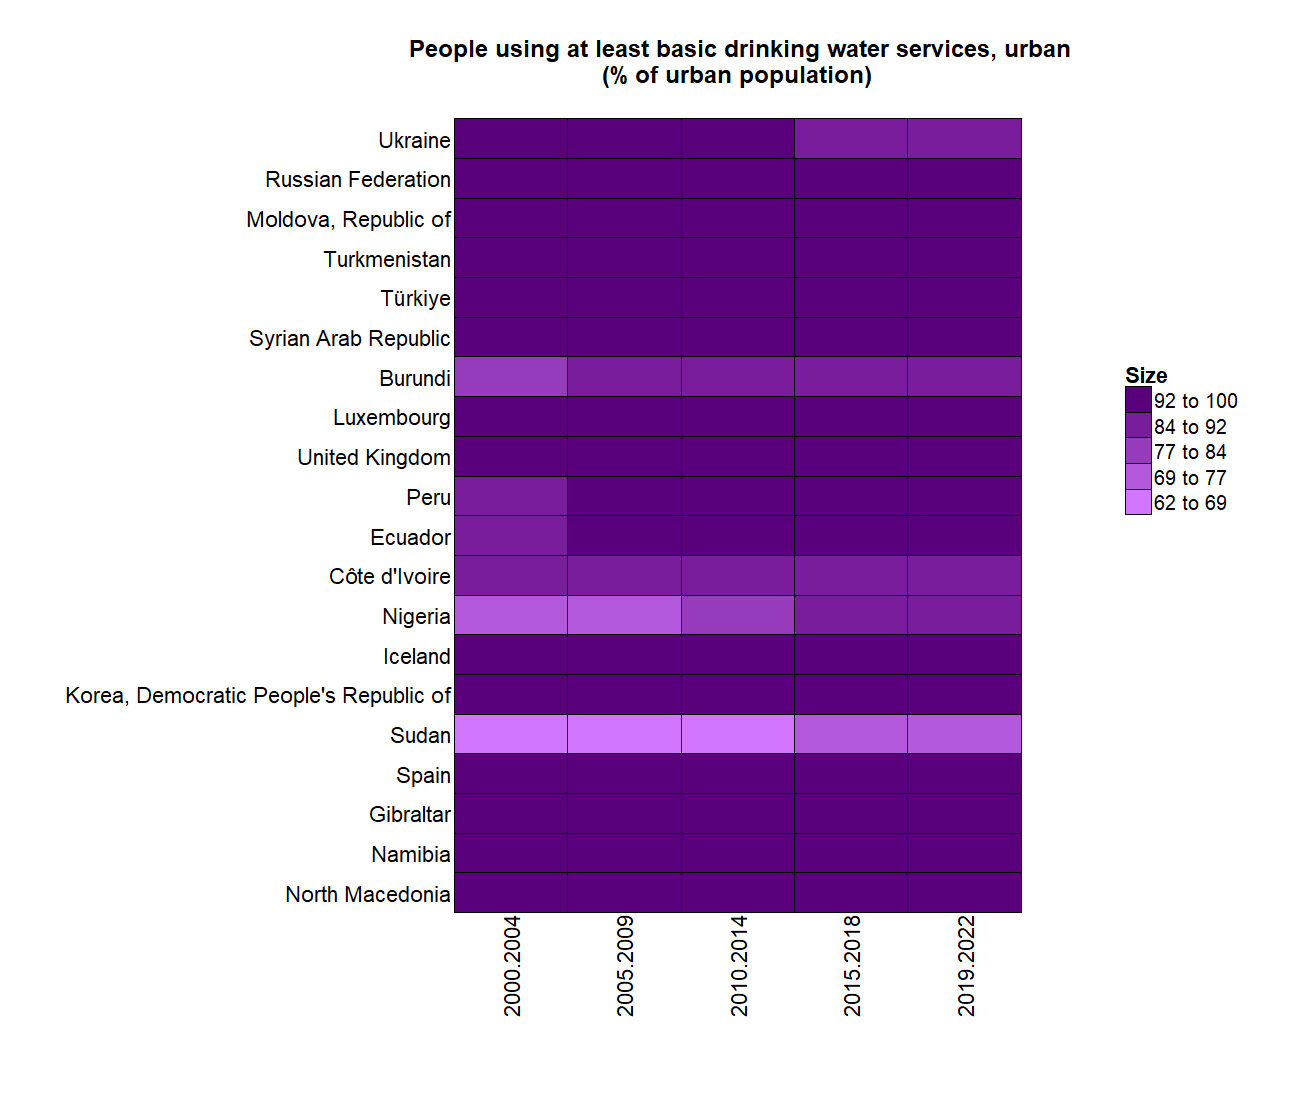 People using at least basic drinking water services, urban
(% of urban population)
Ukraine
Russian Federation
Moldova, Republic of
Turkmenistan
Türkiye
Syrian Arab Republic
Burundi
Luxembourg
United Kingdom
Peru
Ecuador
Côte d'Ivoire
Nigeria
Iceland
Korea, Democratic People's Republic of
Sudan
Spain
Gibraltar
Namibia
North Macedonia
2000.2004
2005.2009
2010.2014
2015.2018
2019.2022
Size
92 to 100
84 to 92
77 to 84
69 to 77
62 to 69